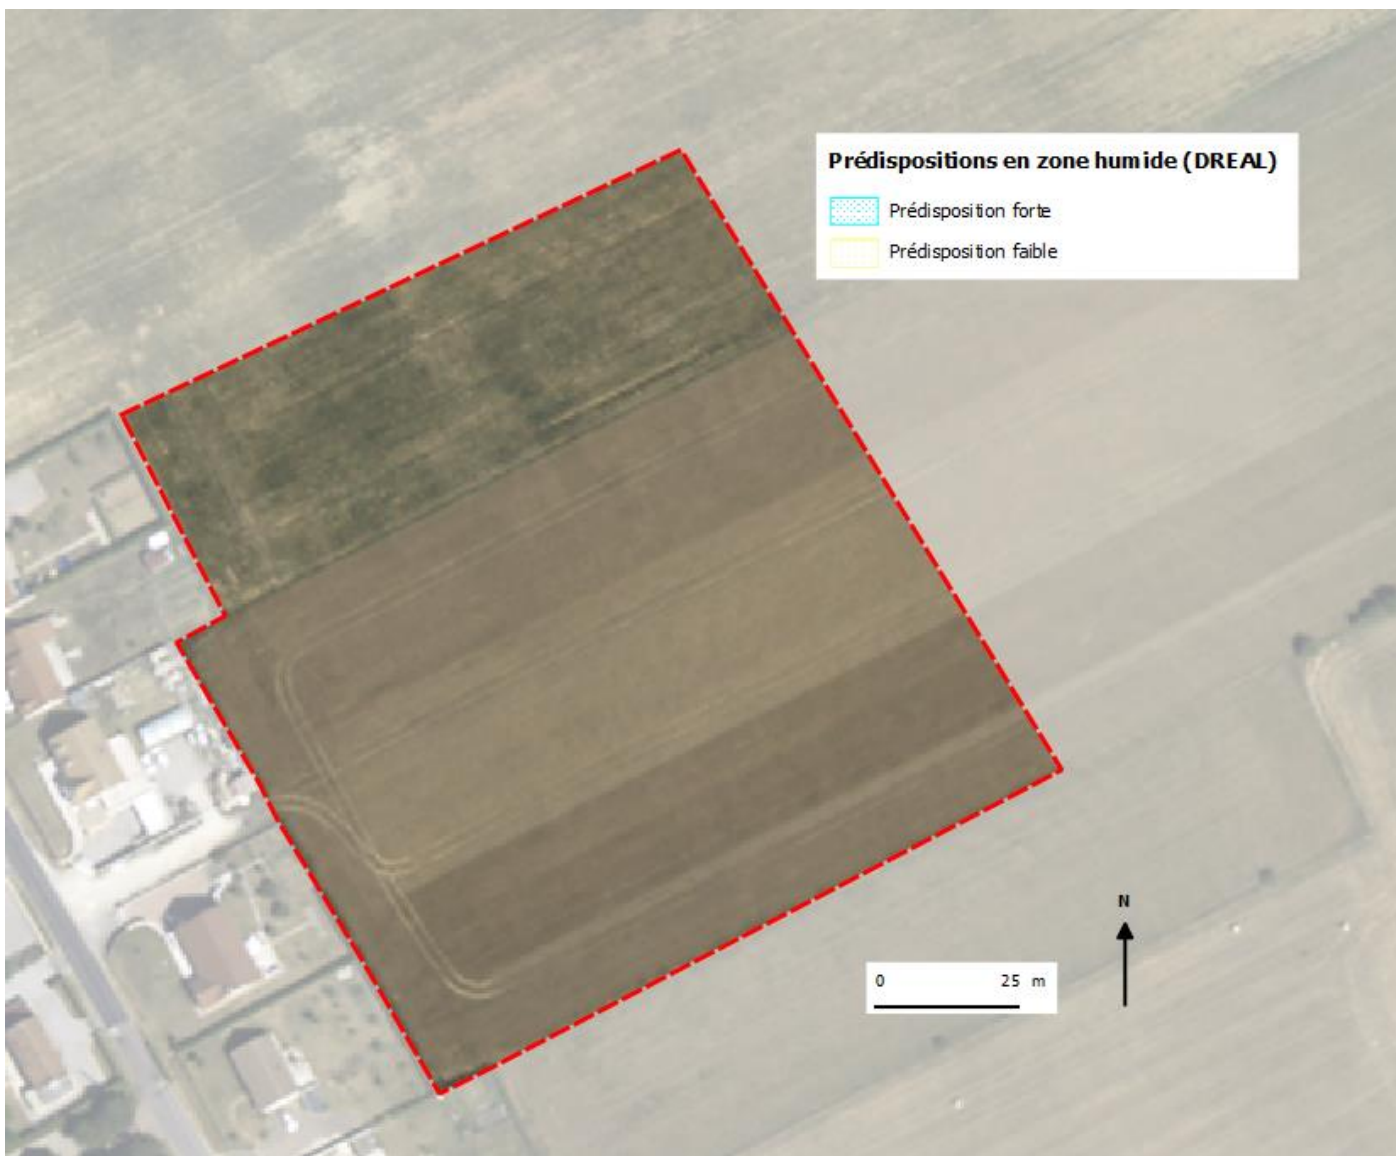 Prédispositions en zone humide (DREAL)
Prédisposition forte
Prédisposition faible
N
0 25 m